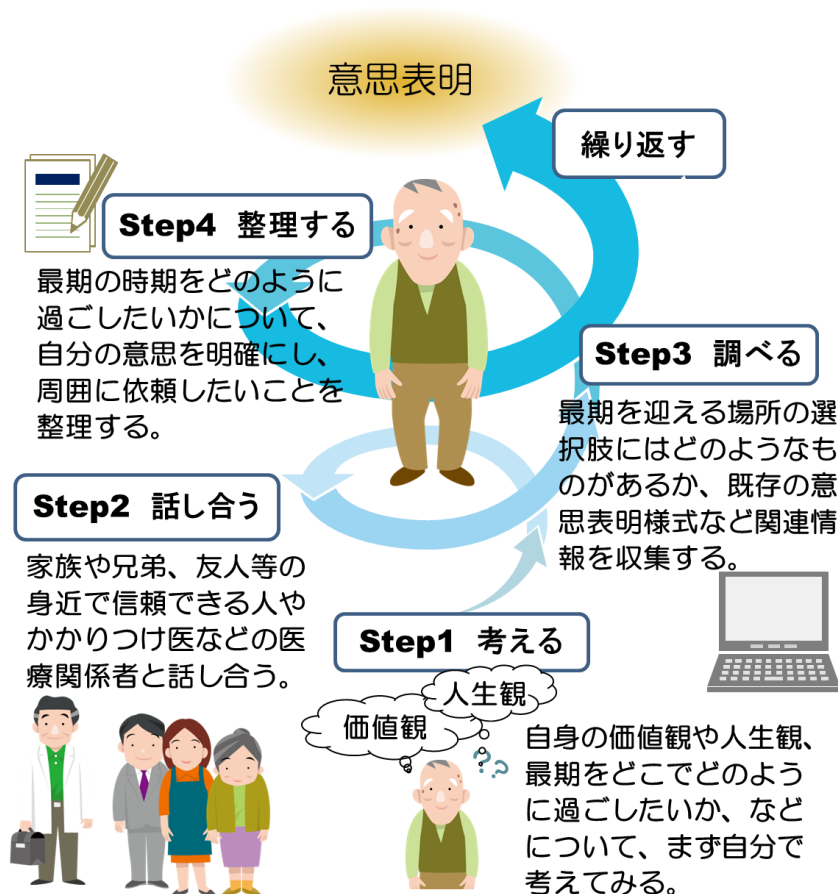 意思表明
繰り返す
Step4 整理する
最期の時期をどのように
過ごしたいかについて、
自分の意思を明確にし、
周囲に依頼したいことを
整理する。
Step3 調べる
最期を迎える場所の選
択肢にはどのようなも
のがあるか、既存の意
思表明様式など関連情
報を収集する。
Step2 話し合う
家族や兄弟、友人等の
身近で信頼できる人や
かかりつけ医などの医
療関係者と話し合う。
Step1 考える
人生観
価値観
??
自身の価値観や人生観、
最期をどこでどのよう
に過ごしたいか、など
について、まず自分で
考えてみる。